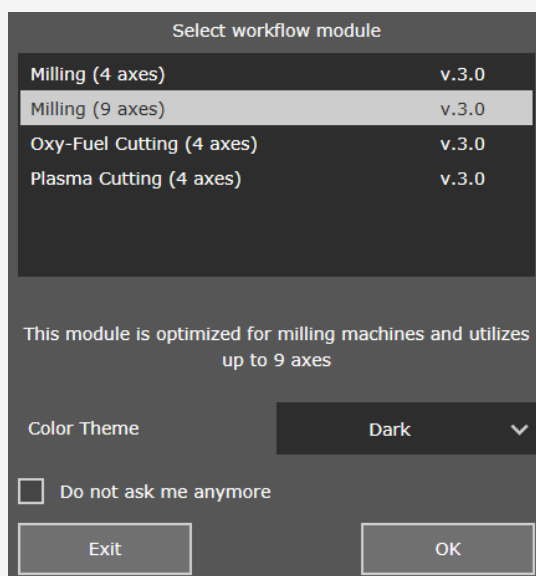 Select workflow module
Milling (4 axes) v.3.0
Milling (9 axes) v.3.0
Oxy-Fuel Cutting (4 axes) v.3.0
Plasma Cutting (4 axes) v.3.0
This module is optimized for milling machines and utilizes
up to 9 axes
Color Theme Dark
Do not ask me anymore
Exit OK